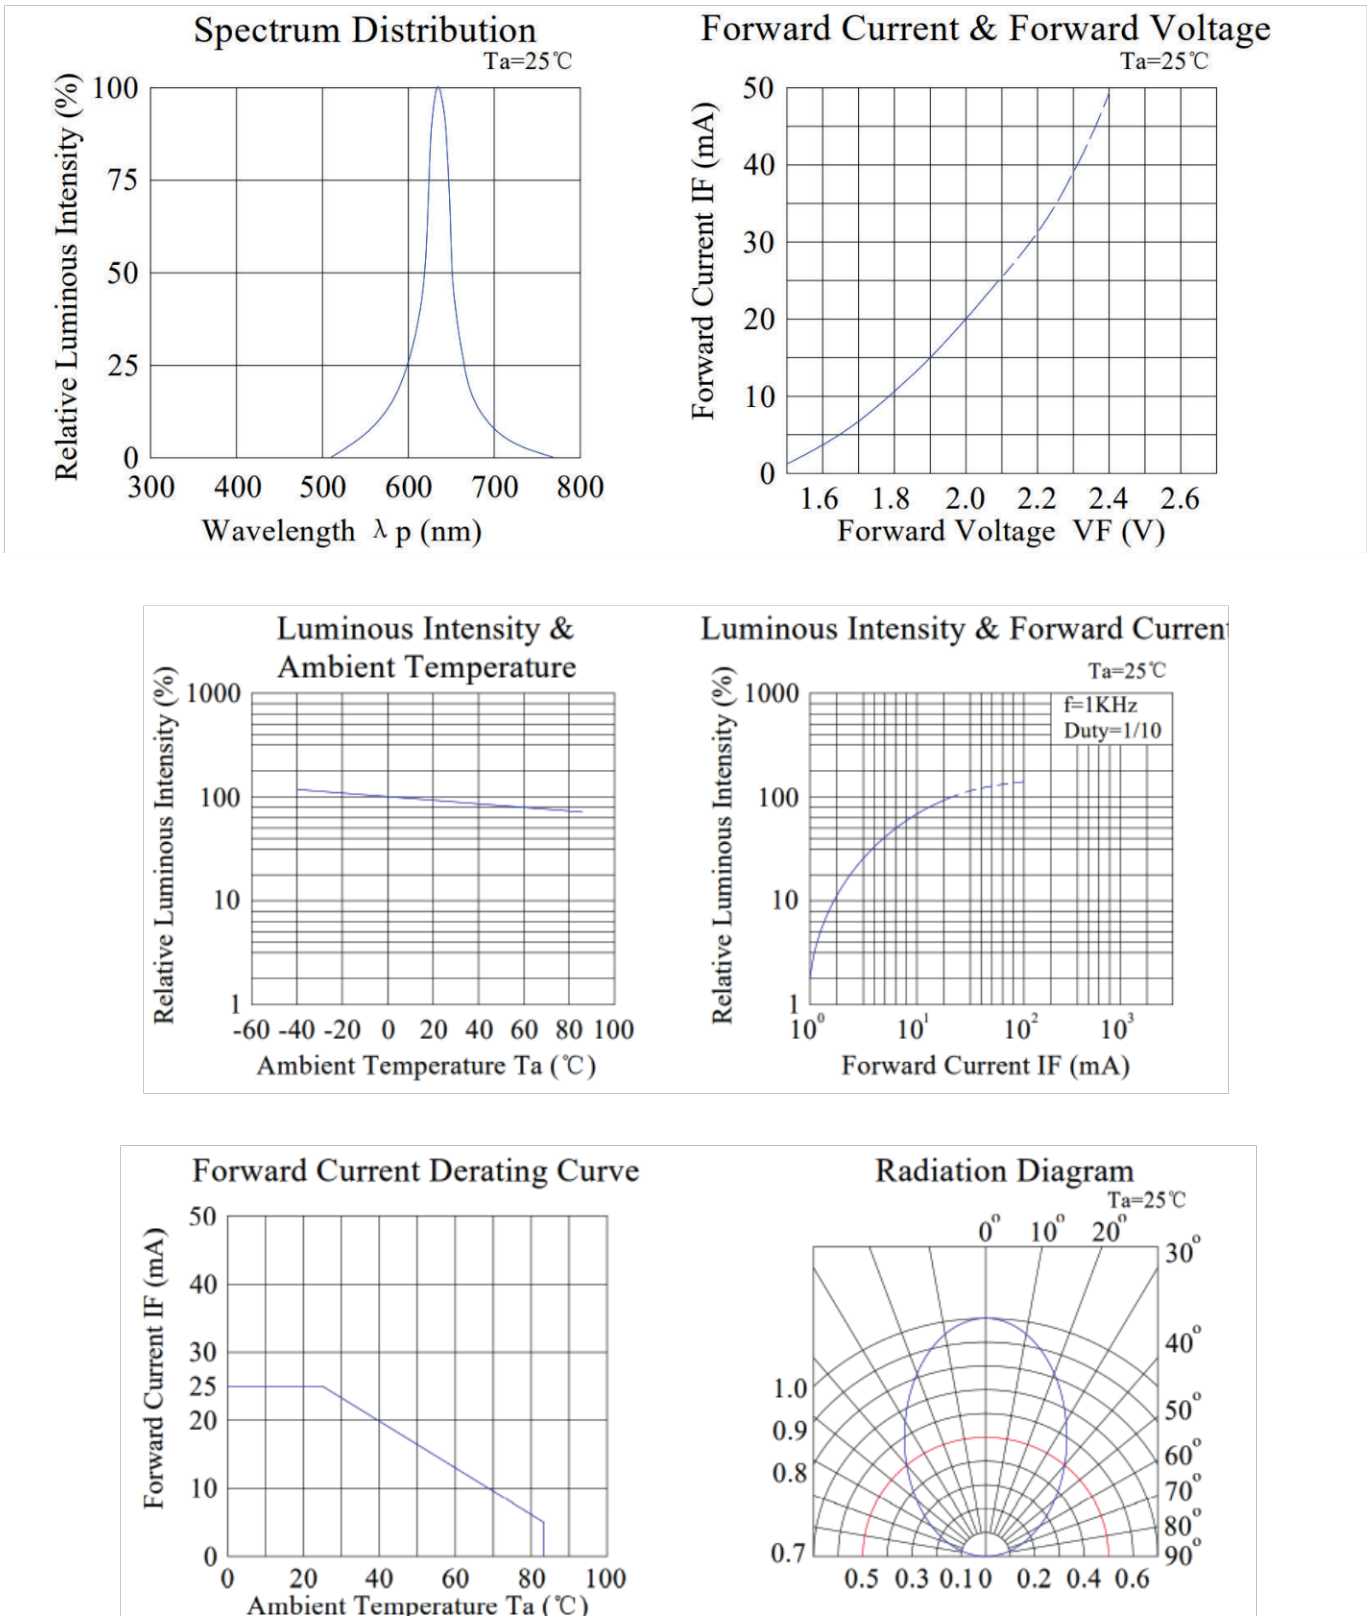 Spectrum Distribution
Ta=25℃
Relative Luminous Intensity (%)
100
75
50
25
0
300 400 500 600 700 800
Wavelength λ p (nm)
Forward Current & Forward Voltage
Ta=25℃
Forward Current IF (mA)
50
40
30
20
10
0
1.6 1.8 2.0 2.2 2.4 2.6
Forward Voltage VF (V)
Luminous Intensity &
Ambient Temperature
Relative Luminous Intensity (%)
1000
100
10
1
-60 -40 -20 0 20 40 60 80 100
Ambient Temperature Ta (℃)
Luminous Intensity & Forward Current
Ta=25℃
f=1KHz
Duty=1/10
Relative Luminous Intensity (%)
1000
100
10
1
10⁰ 10¹ 10² 10³
Forward Current IF (mA)
Forward Current Derating Curve
Forward Current IF (mA)
50
40
30
25
20
10
0
0 20 40 60 80 100
Ambient Temperature Ta (℃)
Radiation Diagram
Ta=25℃
0° 10° 20°
30°
40°
50°
60°
70°
80°
90°
1.0
0.9
0.8
0.7
0.5 0.3 0.1 0 0.2 0.4 0.6